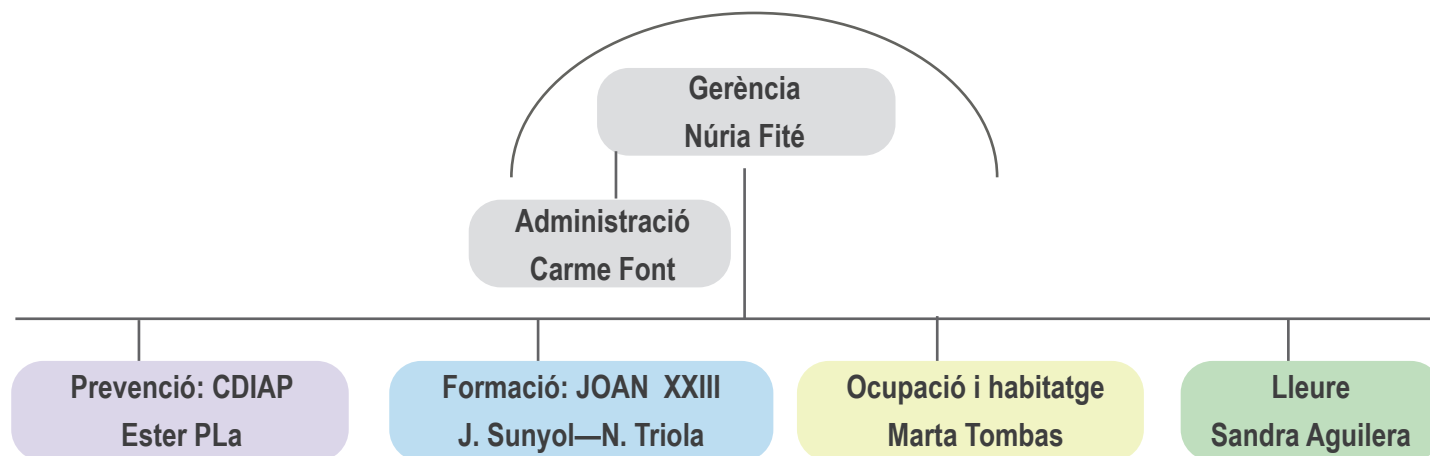 Gerència
Núria Fité
Administració
Carme Font
Prevenció: CDIAP
Ester PLa
Formació: JOAN XXIII
J. Sunyol—N. Triola
Ocupació i habitatge
Marta Tombas
Lleure
Sandra Aguilera